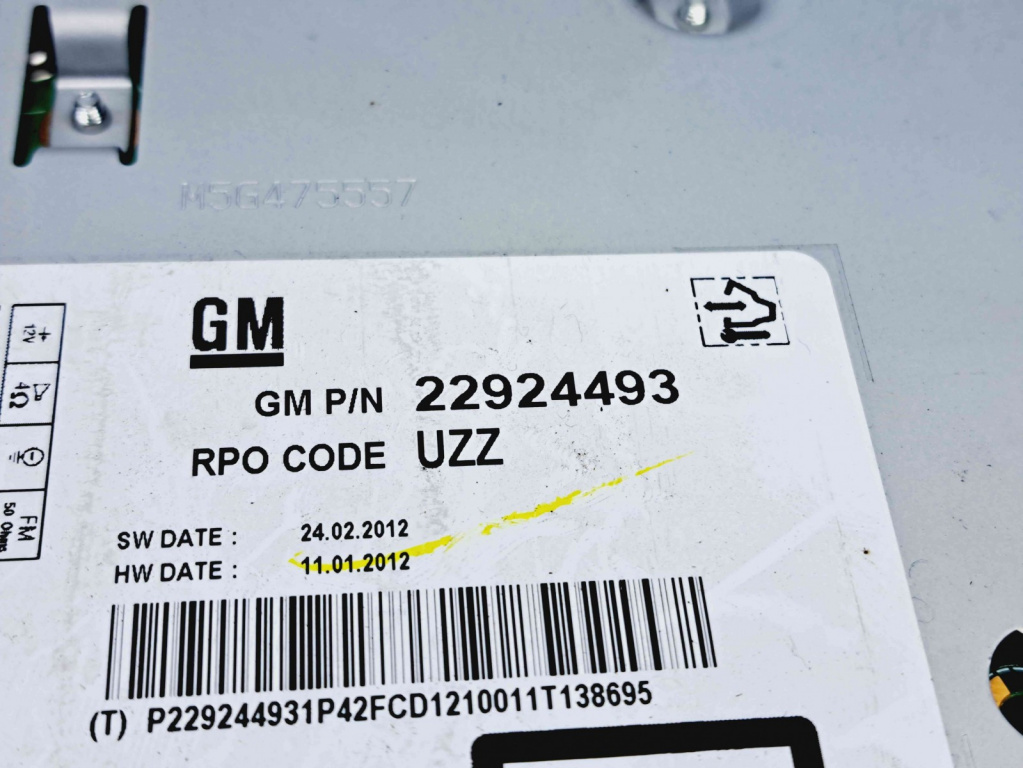 M5G475557
GM
GM P/N 22924493
RPO CODE UZZ
SW DATE : 24.02.2012
HW DATE : 11.01.2012
(T) P229244931P42FCD1210011T138695
+
12V
4Ω
FM
50 Ohms